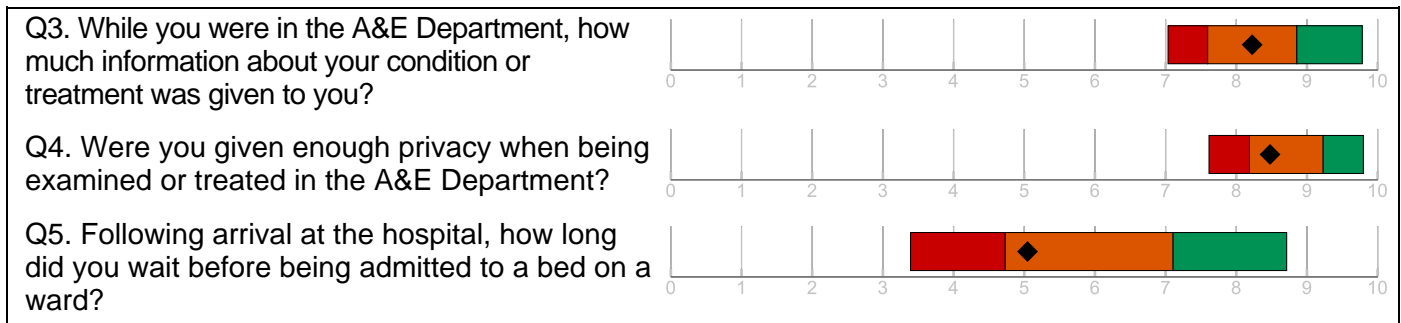 Q3. While you were in the A&E Department, how
much information about your condition or
treatment was given to you?
0 1 2 3 4 5 6 7 8 9 10
Q4. Were you given enough privacy when being
examined or treated in the A&E Department?
0 1 2 3 4 5 6 7 8 9 10
Q5. Following arrival at the hospital, how long
did you wait before being admitted to a bed on a
ward?
0 1 2 3 4 5 6 7 8 9 10